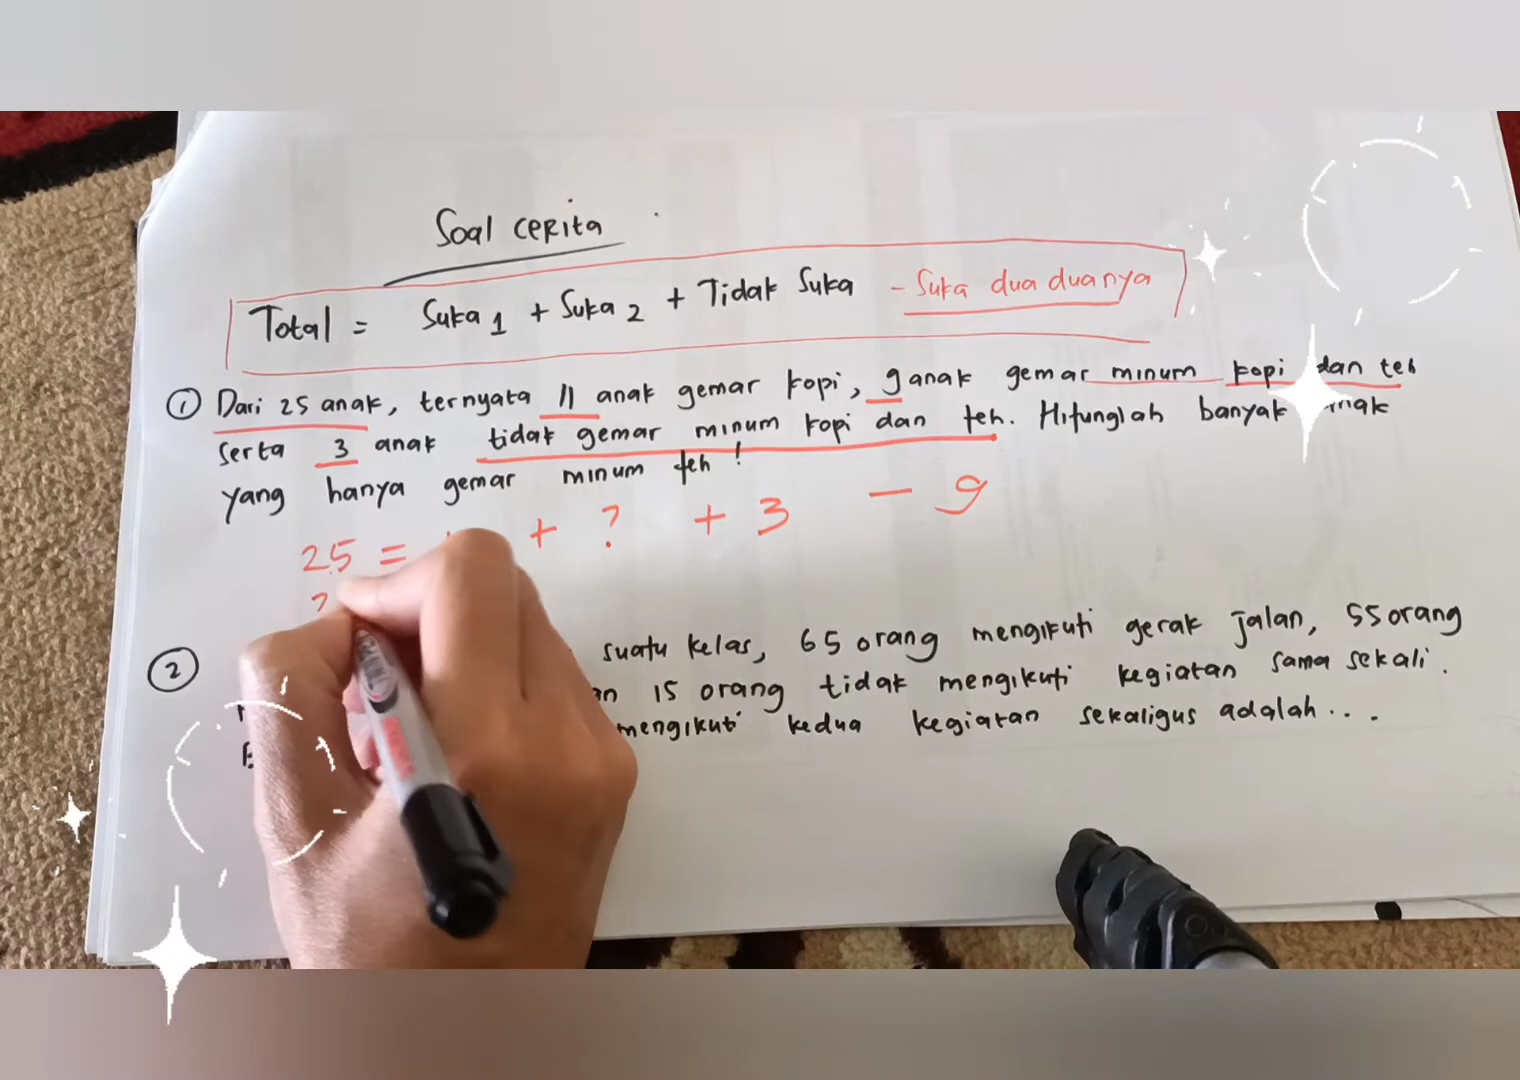 Soal cerita
Total = Suka 1 + Suka 2 + Tidak Suka - Suka dua duanya
1 Dari 25 anak, ternyata 11 anak gemar kopi, 9 anak gemar minum kopi dan teh
serta 3 anak tidak gemar minum kopi dan teh. Hitunglah banyak
yang hanya gemar minum teh !
25 = + ? + 3 - 9
2 suatu kelas, 65 orang mengikuti gerak jalan, 55 orang
15 orang tidak mengikuti kegiatan sama sekali.
mengikuti kedua kegiatan sekaligus adalah...